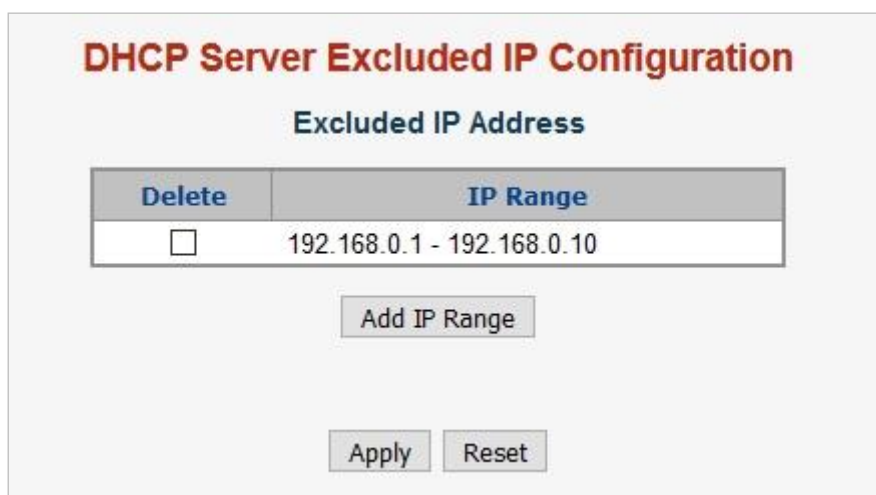 DHCP Server Excluded IP Configuration
Excluded IP Address
Delete IP Range
192.168.0.1 - 192.168.0.10
Add IP Range
Apply Reset